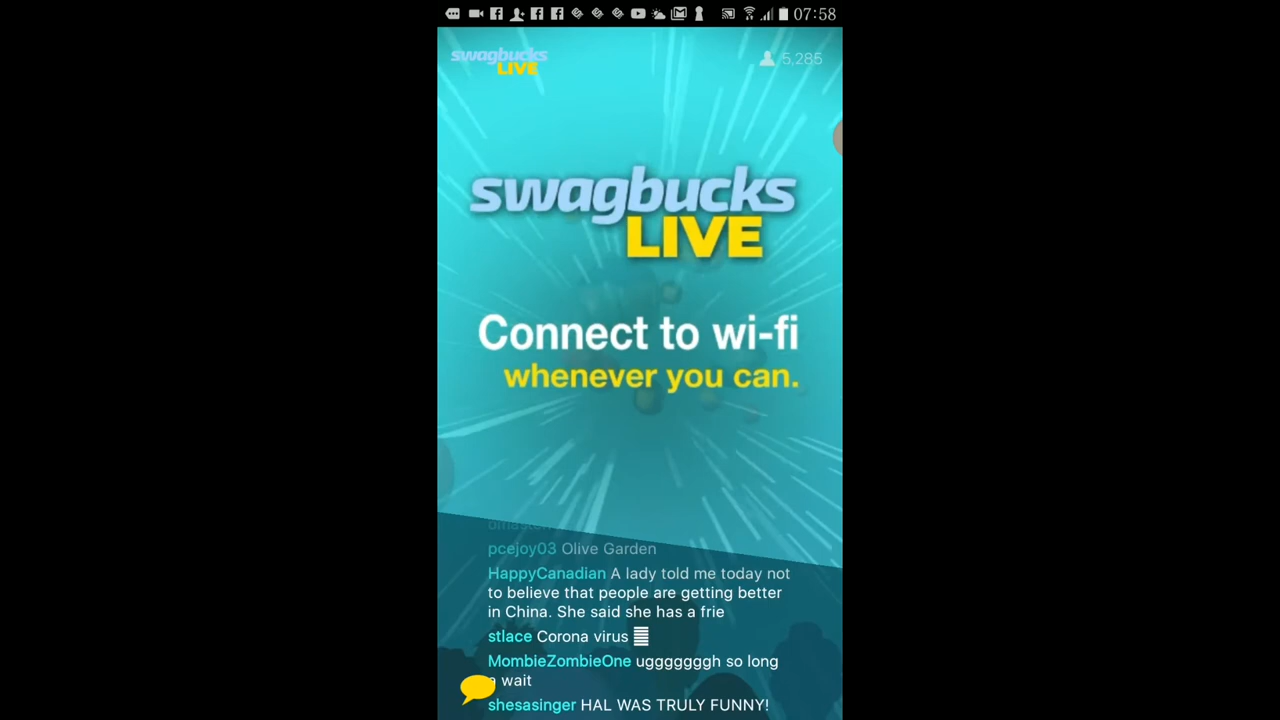 07:58
swagbucks
LIVE
5,285
swagbucks
LIVE
Connect to wi-fi
whenever you can.
pcejoy03 Olive Garden
HappyCanadian A lady told me today not
to believe that people are getting better
in China. She said she has a frie
stlace Corona virus
MombieZombieOne ugggggggh so long
wait
shesasinger HAL WAS TRULY FUNNY!